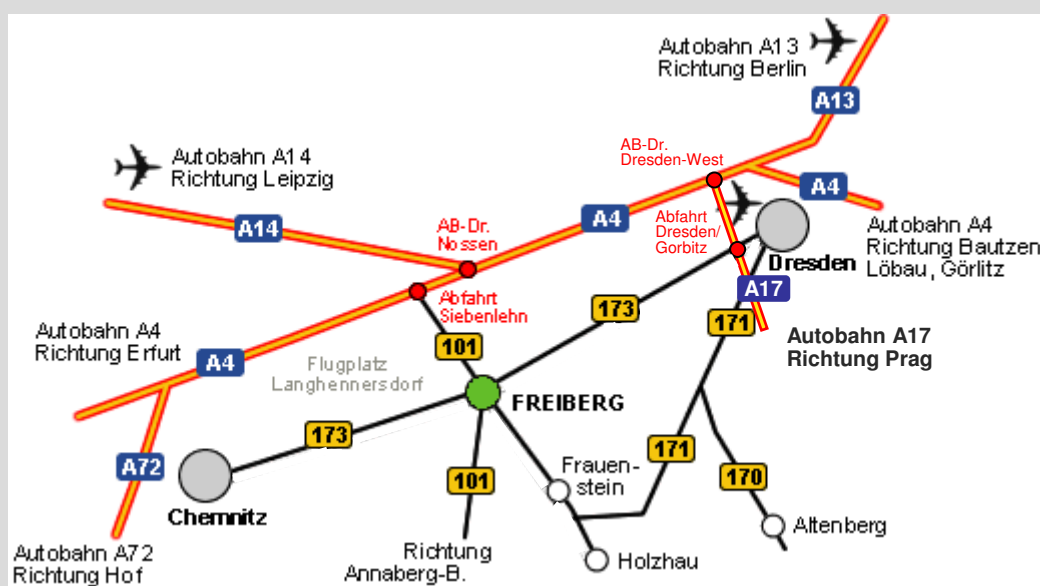 Autobahn A13
Richtung Berlin
A13
AB-Dr.
Dresden-West
Autobahn A14
Richtung Leipzig
A4
A14
A4
Abfahrt
Dresden/
Gorbitz
AB-Dr.
Nossen
Autobahn A4
Richtung Bautzen
Löbau, Görlitz
Dresden
A17
Abfahrt
Siebenlehn
173
171
Autobahn A4
Richtung Erfurt
Autobahn A17
Richtung Prag
101
A4
Flugplatz
Langhennersdorf
FREIBERG
173
171
A72
Frauen-
stein
101
170
Chemnitz
Altenberg
Autobahn A72
Richtung Hof
Richtung
Annaberg-B.
Holzhau